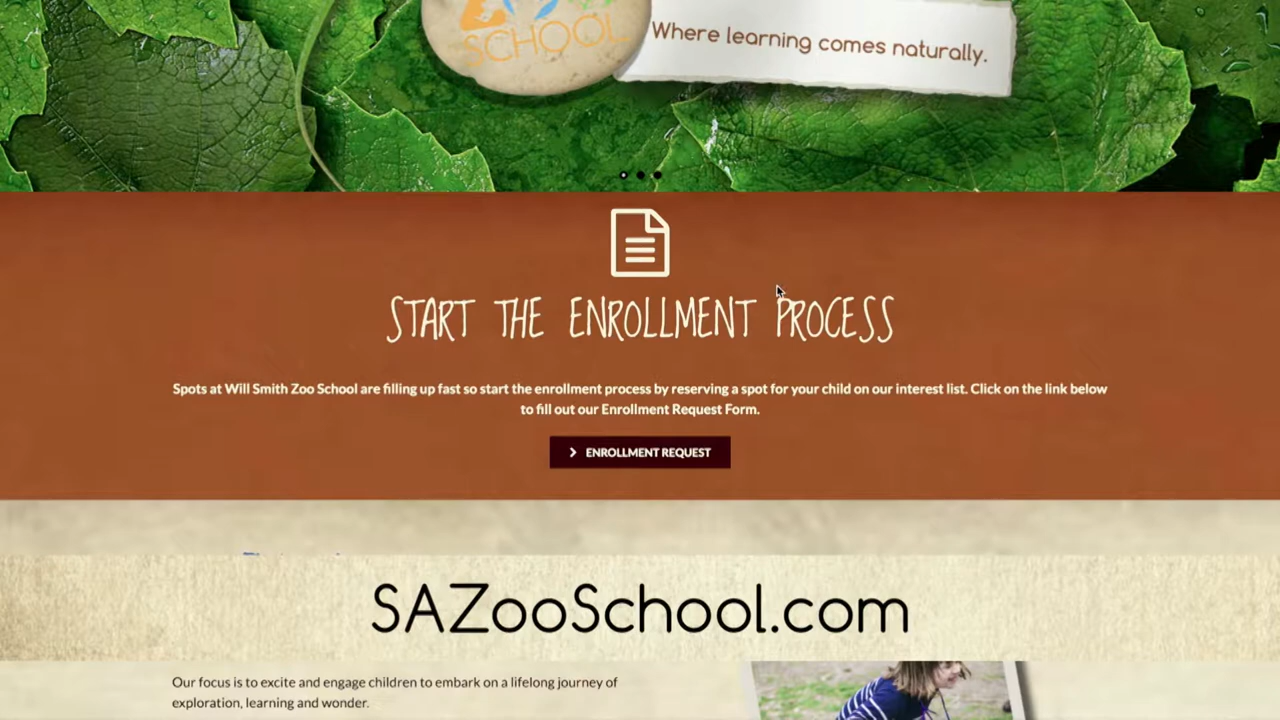 SCHOOL
Where learning comes naturally.
START THE ENROLLMENT PROCESS
Spots at Will Smith Zoo School are filling up fast so start the enrollment process by reserving a spot for your child on our interest list. Click on the link below
to fill out our Enrollment Request Form.
ENROLLMENT REQUEST
SAZooSchool.com
Our focus is to excite and engage children to embark on a lifelong journey of
exploration, learning and wonder.